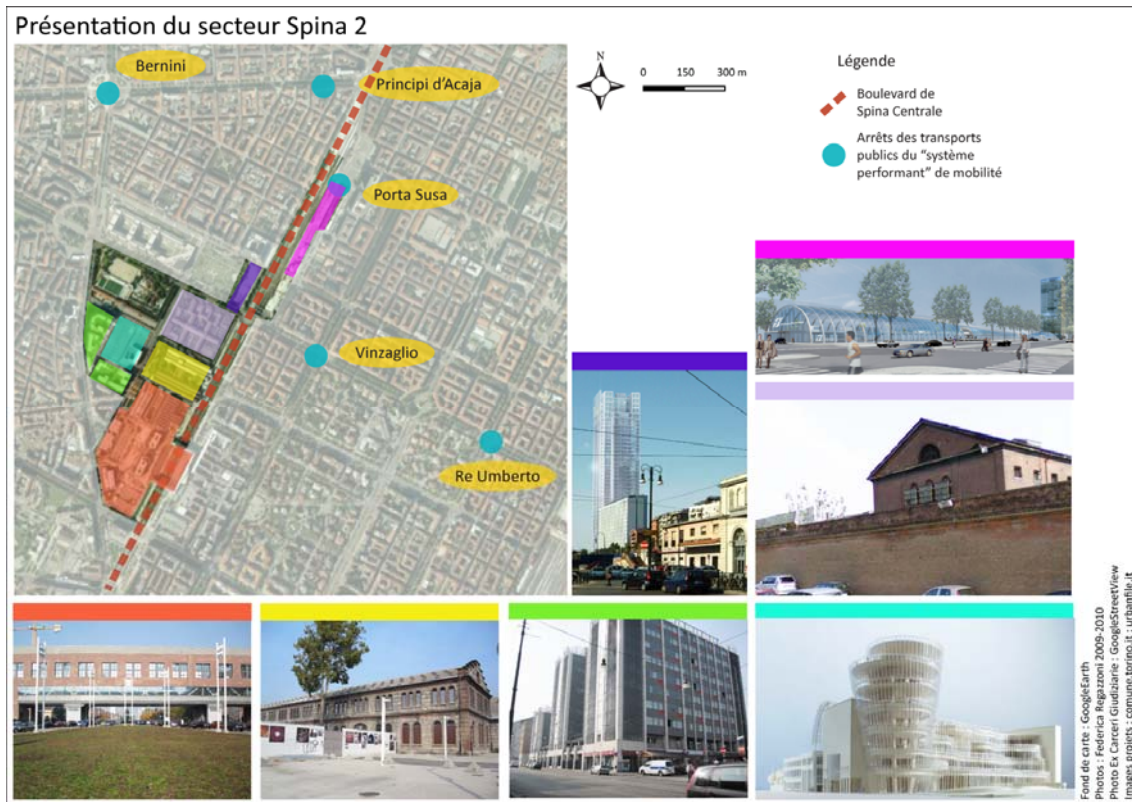 Présentation du secteur Spina 2
Bernini
Principi d'Acaja
Porta Susa
Vinzaglio
Re Umberto
N
0 150 300 m
Légende
Boulevard de
Spina Centrale
Arrêts des transports
publics du "système
performant" de mobilité
Fond de carte : GoogleEarth
Photos : Federica Regazzoni 2009-2010
Photo Ex Carceri Giudiziarie : GoogleStreetView
Images projets : comune.torino.it ; urbanfile.it